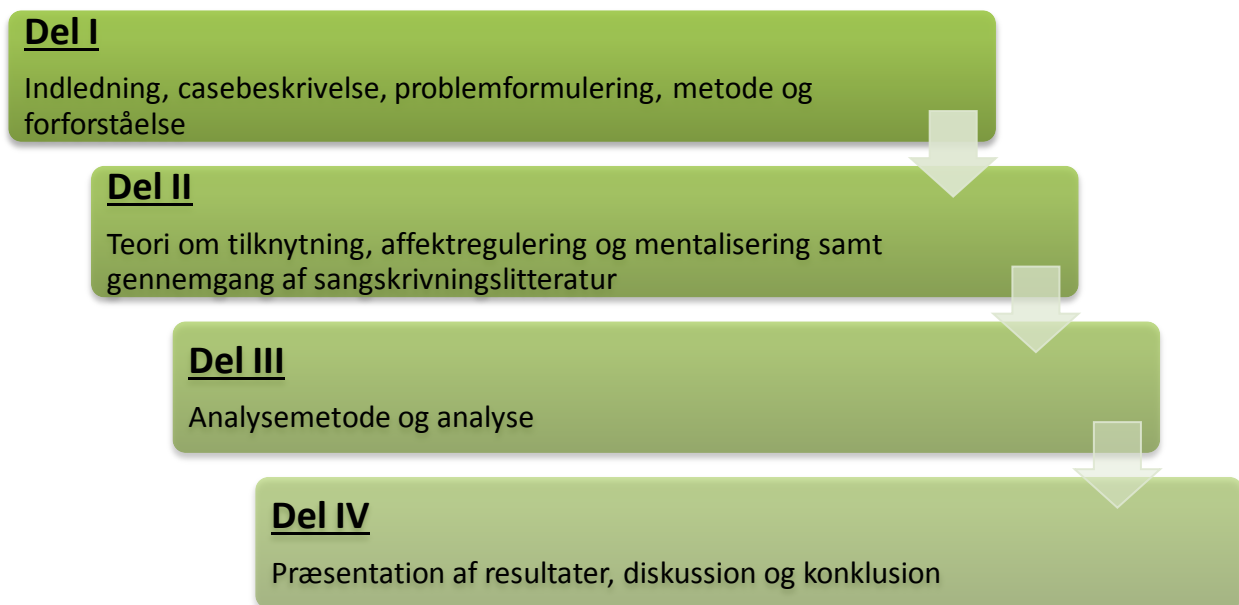 Del I
Indledning, casebeskrivelse, problemformulering, metode og
forforståelse
Del II
Teori om tilknytning, affektregulering og mentalisering samt
gennemgang af sangskrivningslitteratur
Del III
Analysemetode og analyse
Del IV
Præsentation af resultater, diskussion og konklusion